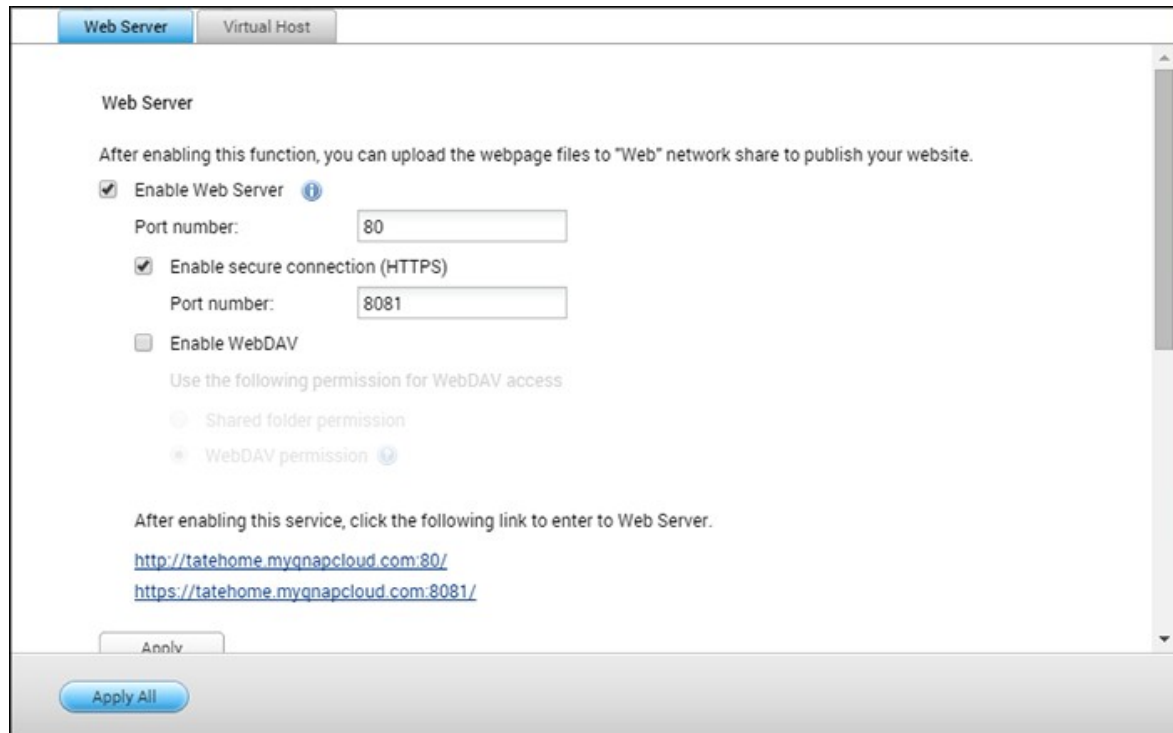 Web Server
Virtual Host
Web Server
After enabling this function, you can upload the webpage files to "Web" network share to publish your website.
Enable Web Server
Port number:
80
Enable secure connection (HTTPS)
Port number:
8081
Enable WebDAV
Use the following permission for WebDAV access
Shared folder permission
WebDAV permission
After enabling this service, click the following link to enter to Web Server.
http://tatehome.myqnapcloud.com:80/
https://tatehome.myqnapcloud.com:8081/
Apply
Apply All